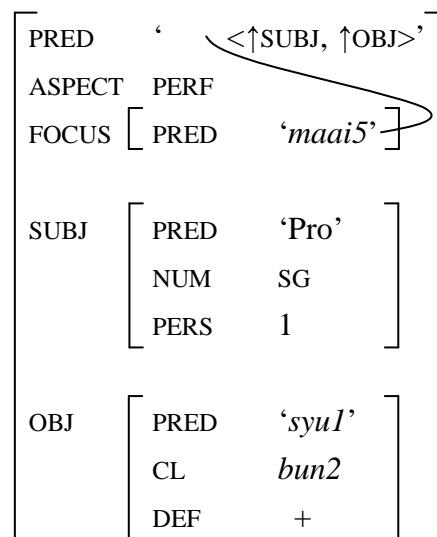 PRED ‘ <↑SUBJ, ↑OBJ>’
ASPECT PERF
FOCUS PRED ‘maai5’
SUBJ PRED ‘Pro’
NUM SG
PERS 1
OBJ PRED ‘syu1’
CL bun2
DEF +